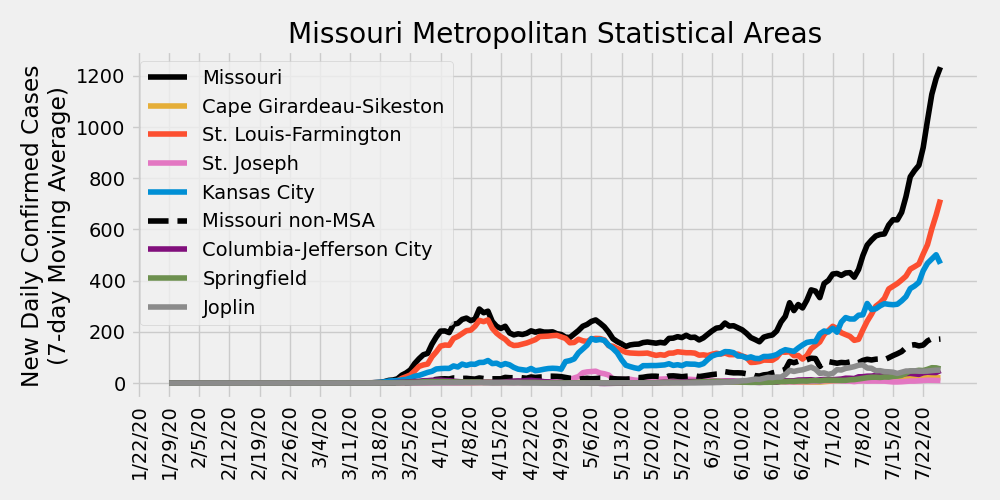 Missouri Metropolitan Statistical Areas
New Daily Confirmed Cases
(7-day Moving Average)
1200
1000
800
600
400
200
0
Missouri
Cape Girardeau-Sikeston
St. Louis-Farmington
St. Joseph
Kansas City
Missouri non-MSA
Columbia-Jefferson City
Springfield
Joplin
1/22/20
1/29/20
2/5/20
2/12/20
2/19/20
2/26/20
3/4/20
3/11/20
3/18/20
3/25/20
4/1/20
4/8/20
4/15/20
4/22/20
4/29/20
5/6/20
5/13/20
5/20/20
5/27/20
6/3/20
6/10/20
6/17/20
6/24/20
7/1/20
7/8/20
7/15/20
7/22/20